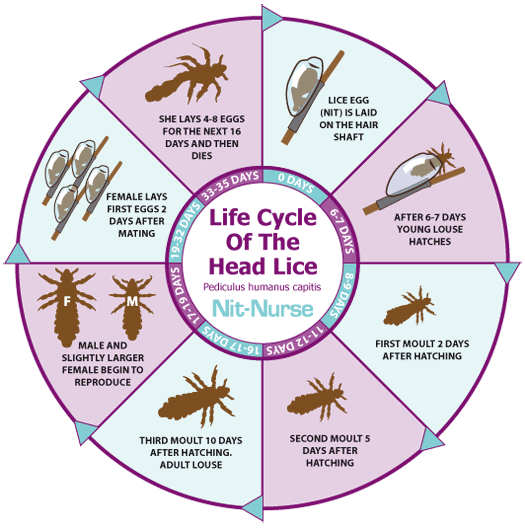 LICE EGG
(NIT) IS LAID
ON THE HAIR
SHAFT
AFTER 6-7 DAYS
YOUNG LOUSE
HATCHES
FIRST MOULT 2 DAYS
AFTER HATCHING
SECOND MOULT 5
DAYS AFTER
HATCHING
THIRD MOULT 10 DAYS
AFTER HATCHING.
ADULT LOUSE
F
M
MALE AND
SLIGHTLY LARGER
FEMALE BEGIN TO
REPRODUCE
FEMALE LAYS
FIRST EGGS 2
DAYS AFTER
MATING
SHE LAYS 4-8 EGGS
FOR THE NEXT 16
DAYS AND THEN
DIES
0 DAYS
6-7 DAYS
8-9 DAYS
11-12 DAYS
16-17 DAYS
17-19 DAYS
19-32 DAYS
33-35 DAYS
Life Cycle
Of The
Head Lice
Pediculus humanus capitis
Nit-Nurse